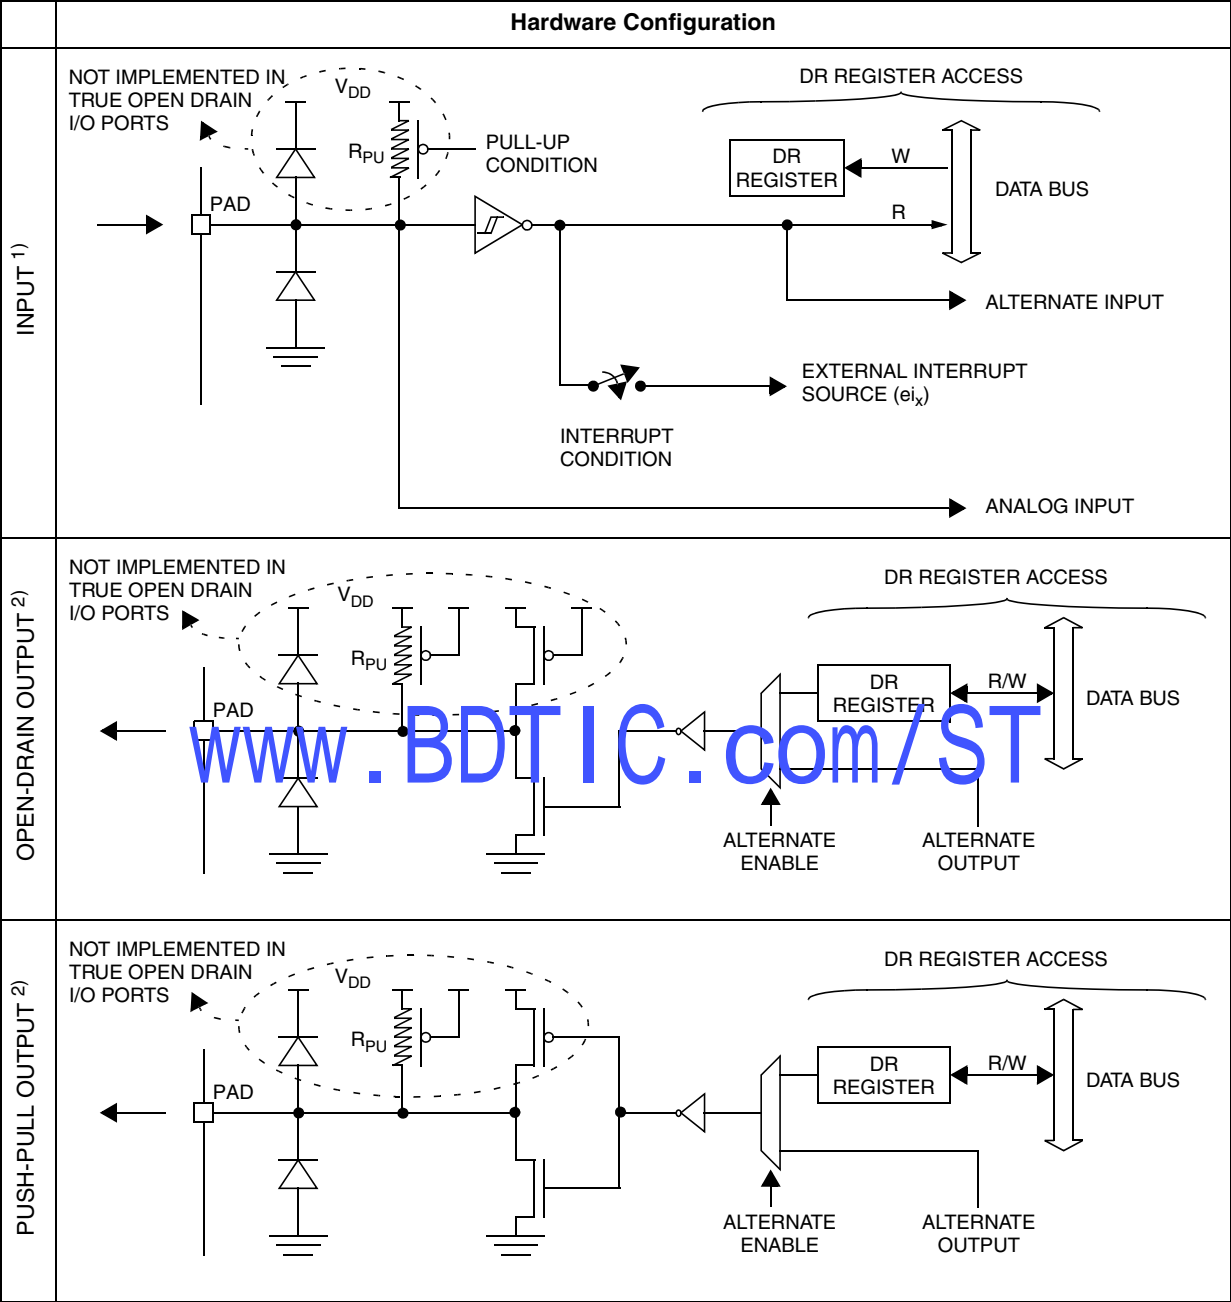 Hardware Configuration
INPUT 1)
NOT IMPLEMENTED IN
TRUE OPEN DRAIN
I/O PORTS
VDD
RPU
PULL-UP
CONDITION
PAD
DR REGISTER ACCESS
DR
REGISTER
W
R
DATA BUS
ALTERNATE INPUT
EXTERNAL INTERRUPT
SOURCE (eix)
INTERRUPT
CONDITION
ANALOG INPUT
OPEN-DRAIN OUTPUT 2)
NOT IMPLEMENTED IN
TRUE OPEN DRAIN
I/O PORTS
VDD
RPU
PAD
DR REGISTER ACCESS
DR
REGISTER
R/W
DATA BUS
www.BDTIC.com/ST
ALTERNATE
ENABLE
ALTERNATE
OUTPUT
PUSH-PULL OUTPUT 2)
NOT IMPLEMENTED IN
TRUE OPEN DRAIN
I/O PORTS
VDD
RPU
PAD
DR REGISTER ACCESS
DR
REGISTER
R/W
DATA BUS
ALTERNATE
ENABLE
ALTERNATE
OUTPUT